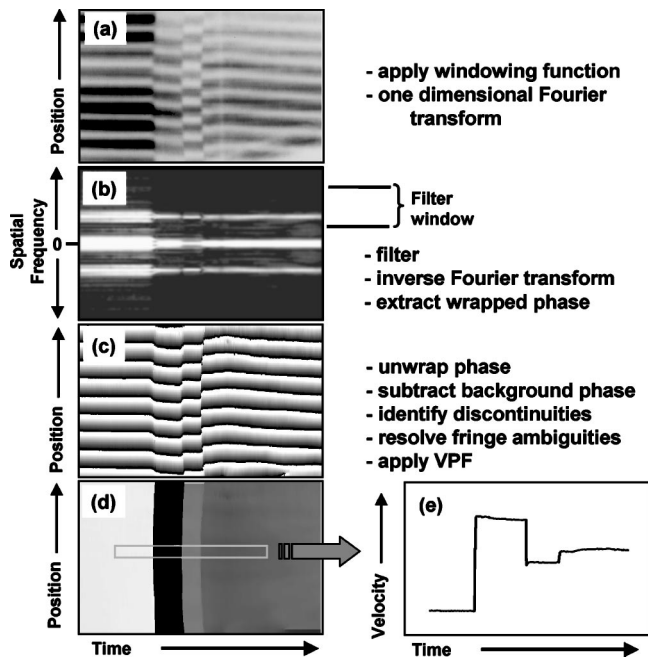 (a)
Position
- apply windowing function
- one dimensional Fourier
transform
(b)
Spatial
Frequency
0
Filter
window
- filter
- inverse Fourier transform
- extract wrapped phase
(c)
Position
- unwrap phase
- subtract background phase
- identify discontinuities
- resolve fringe ambiguities
- apply VPF
(d)
Position
Time
(e)
Velocity
Time